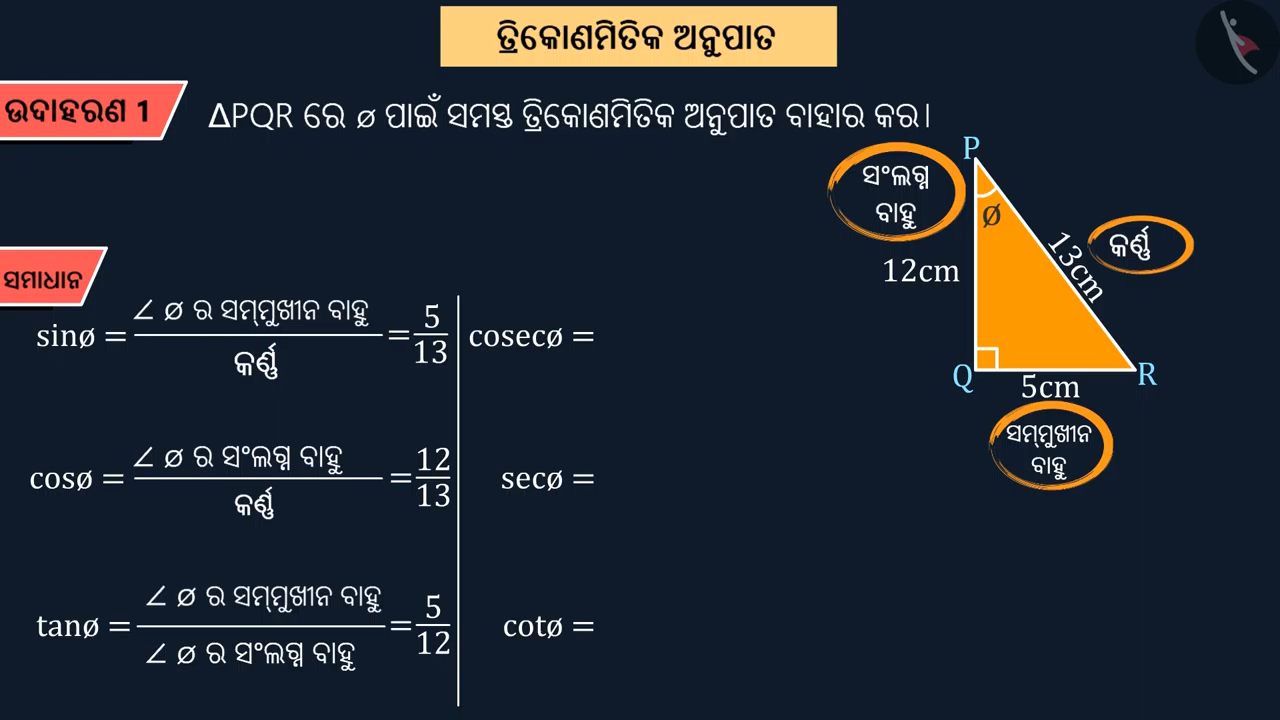 ତ୍ରିକୋଣମିତିକ ଅନୁପାତ
ଉଦାହରଣ 1
ΔPQR ରେ ø ପାଇଁ ସମସ୍ତ ତ୍ରିକୋଣମିତିକ ଅନୁପାତ ବାହାର କର।
P
ସଂଲଗ୍ନ
ବାହୁ
ø
କର୍ଣ୍ଣ
12cm
13cm
Q
R
5cm
ସମ୍ମୁଖୀନ
ବାହୁ
ସମାଧାନ
sinø = ∠ ø ର ସମ୍ମୁଖୀନ ବାହୁ / କର୍ଣ୍ଣ = 5/13
cosecø =
cosø = ∠ ø ର ସଂଲଗ୍ନ ବାହୁ / କର୍ଣ୍ଣ = 12/13
secø =
tanø = ∠ ø ର ସମ୍ମୁଖୀନ ବାହୁ / ∠ ø ର ସଂଲଗ୍ନ ବାହୁ = 5/12
cotø =